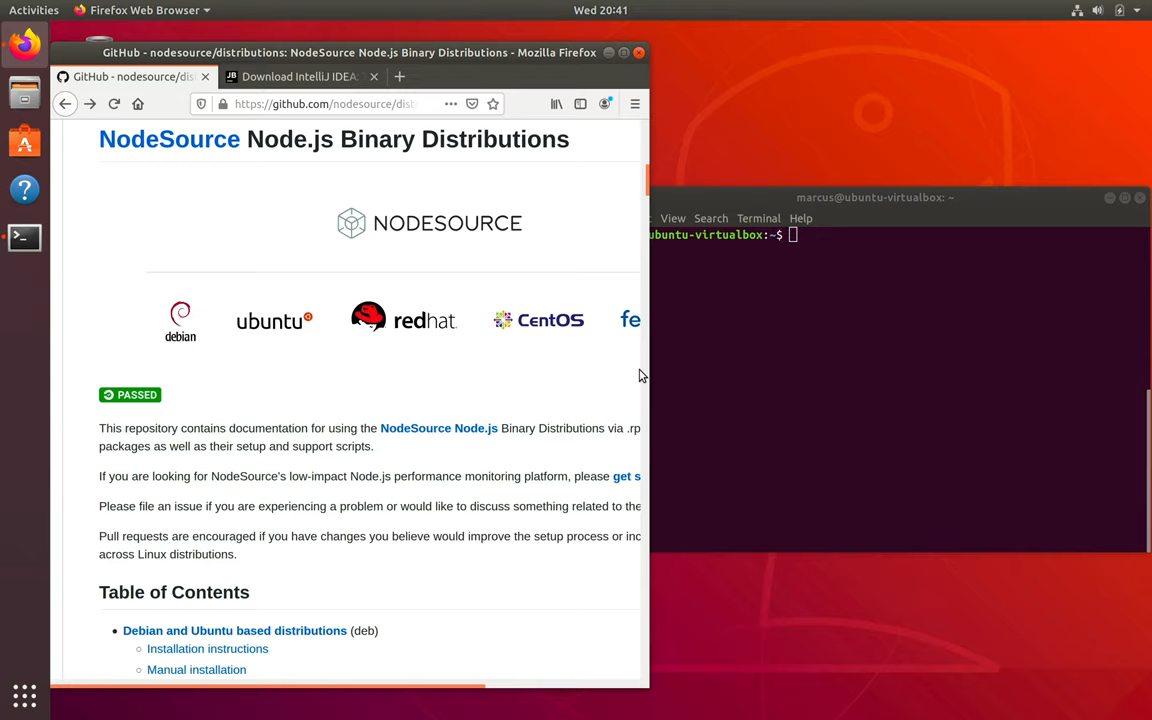 Activities
Firefox Web Browser
Wed 20:41
GitHub - nodesource/distributions: NodeSource Node.js Binary Distributions - Mozilla Firefox
GitHub - nodesource/dis
JB Download IntelliJ IDEA:
https://github.com/nodesource/dist
NodeSource Node.js Binary Distributions
NODESOURCE
debian
ubuntu
redhat.
CentOS
fe
PASSED
This repository contains documentation for using the NodeSource Node.js Binary Distributions via .rp
packages as well as their setup and support scripts.
If you are looking for NodeSource's low-impact Node.js performance monitoring platform, please get s
Please file an issue if you are experiencing a problem or would like to discuss something related to the
Pull requests are encouraged if you have changes you believe would improve the setup process or inc
across Linux distributions.
Table of Contents
Debian and Ubuntu based distributions (deb)
Installation instructions
Manual installation
marcus@ubuntu-virtualbox: ~
View Search Terminal Help
ubuntu-virtualbox:~$